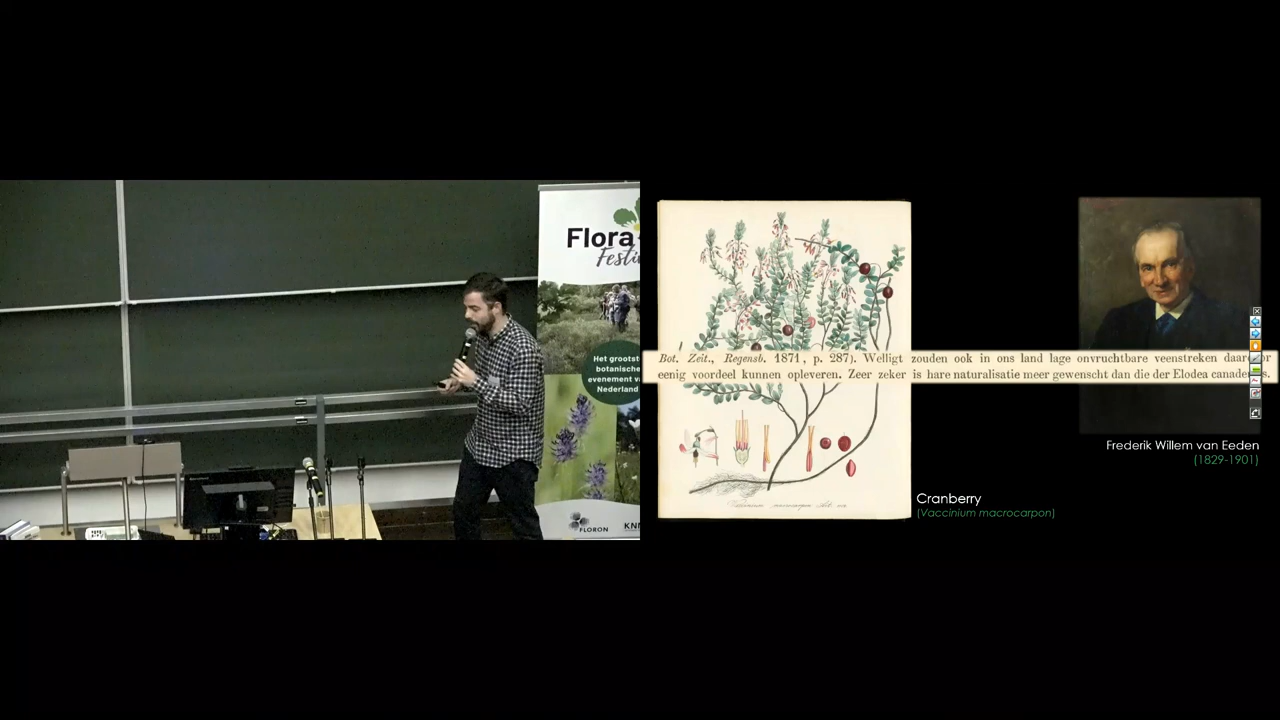 Flora
Festi
Het grootst
botanische
evenement va
Nederland
FLORON
KNN
Bot. Zeit., Regensb. 1871, p. 287). Welligt zouden ook in ons land lage onvruchtbare veenstreken
eenig voordeel kunnen opleveren. Zeer zeker is hare naturalisatie meer gewenscht dan die der Elodea
Frederik Willem van Eeden
(1829-1901)
Cranberry
(Vaccinium macrocarpon)